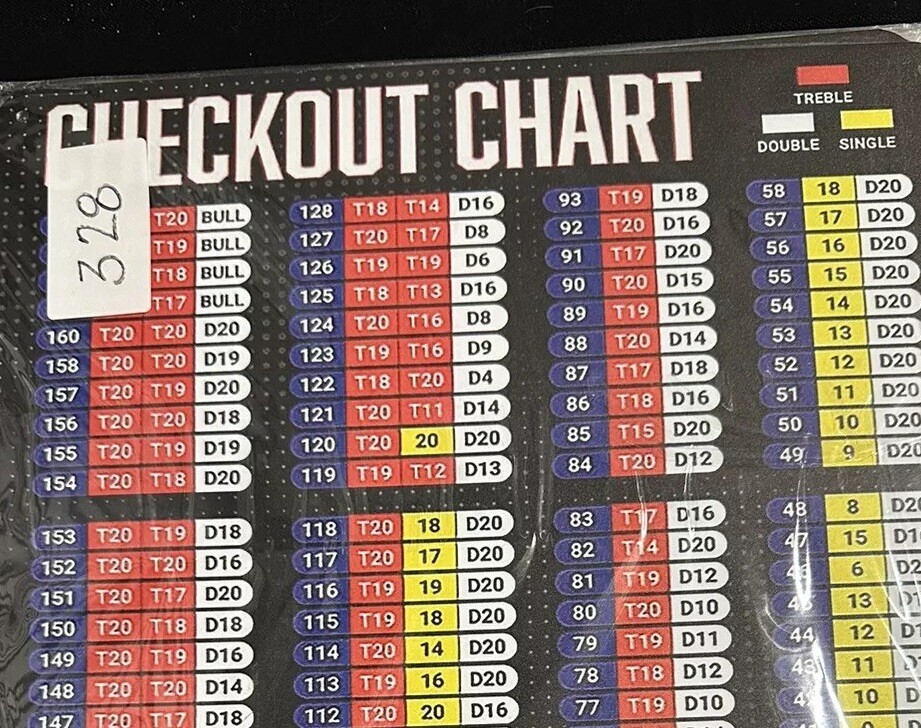 CHECKOUT CHART
328
TREBLE
DOUBLE SINGLE
T20 BULL
T19 BULL
T18 BULL
T17 BULL
160 T20 T20 D20
158 T20 T20 D19
157 T20 T19 D20
156 T20 T20 D18
155 T20 T19 D19
154 T20 T18 D20
153 T20 T19 D18
152 T20 T20 D16
151 T20 T17 D20
150 T20 T18 D18
149 T20 T19 D16
148 T20 T20 D14
147 T20 T17 D18
128 T18 T14 D16
127 T20 T17 D8
126 T19 T19 D6
125 T18 T13 D16
124 T20 T16 D8
123 T19 T16 D9
122 T18 T20 D4
121 T20 T11 D14
120 T20 20 D20
119 T19 T12 D13
118 T20 18 D20
117 T20 17 D20
116 T19 19 D20
115 T19 18 D20
114 T20 14 D20
113 T19 16 D20
112 T20 20 D16
93 T19 D18
92 T20 D16
91 T17 D20
90 T20 D15
89 T19 D16
88 T20 D14
87 T17 D18
86 T18 D16
85 T15 D20
84 T20 D12
83 T17 D16
82 T14 D20
81 T19 D12
80 T20 D10
79 T19 D11
78 T18 D12
77 T19 D10
58 18 D20
57 17 D20
56 16 D20
55 15 D20
54 14 D20
53 13 D20
52 12 D20
51 11 D20
50 10 D20
49 9 D20
48 8
47 15
6
13
44 12
43 11
10